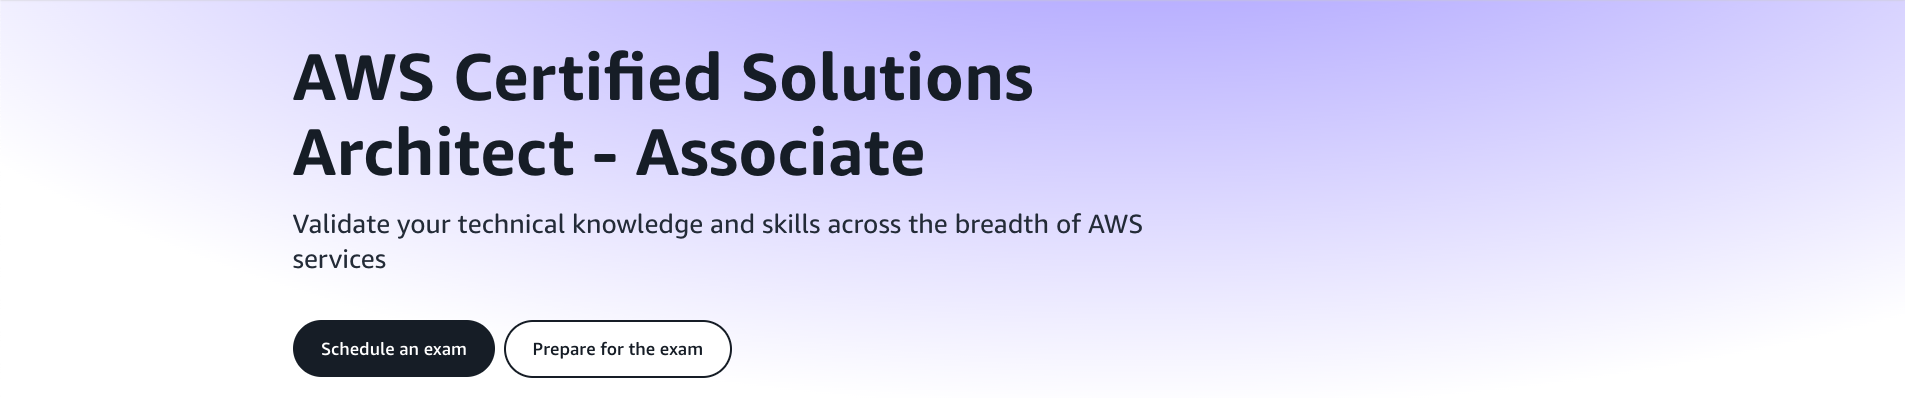 AWS Certified Solutions
Architect - Associate
Validate your technical knowledge and skills across the breadth of AWS
services
Schedule an exam
Prepare for the exam